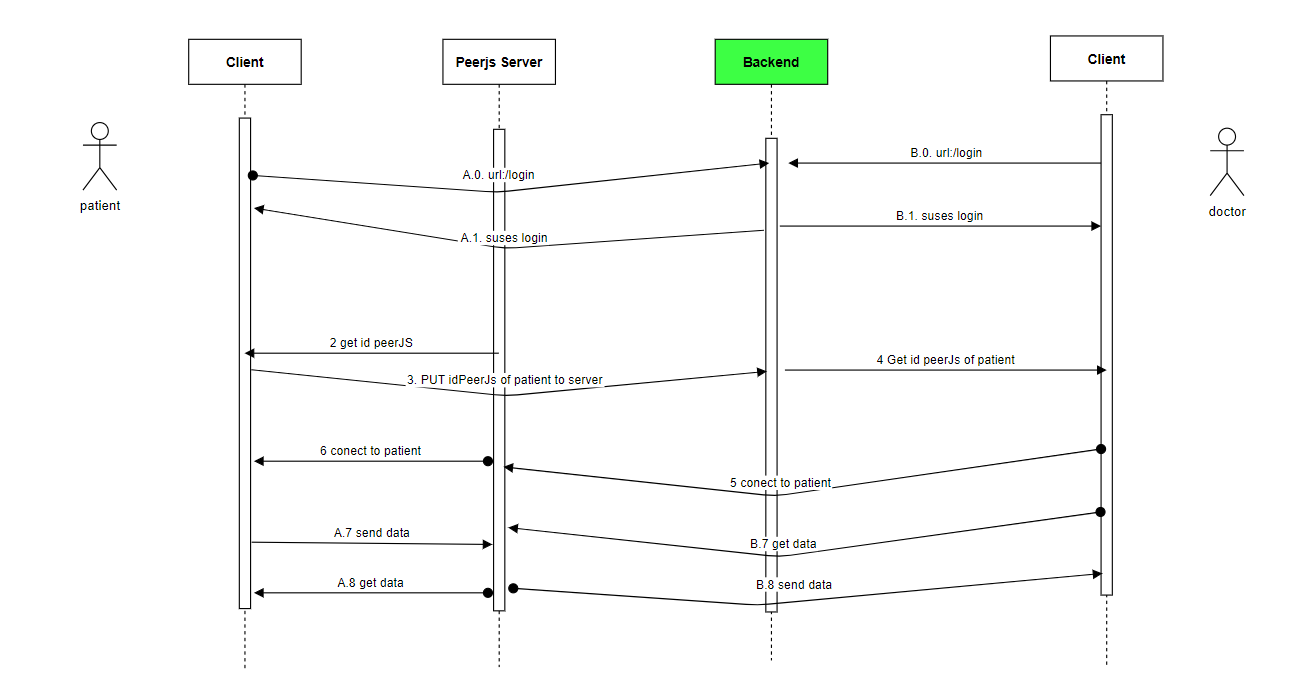 Client
Peerjs Server
Backend
Client
patient
doctor
B.0. url:/login
A.0. url:/login
B.1. suses login
A.1. suses login
2 get id peerJS
4 Get id peerJs of patient
3. PUT idPeerJs of patient to server
6 conect to patient
5 conect to patient
A.7 send data
B.7 get data
A.8 get data
B.8 send data